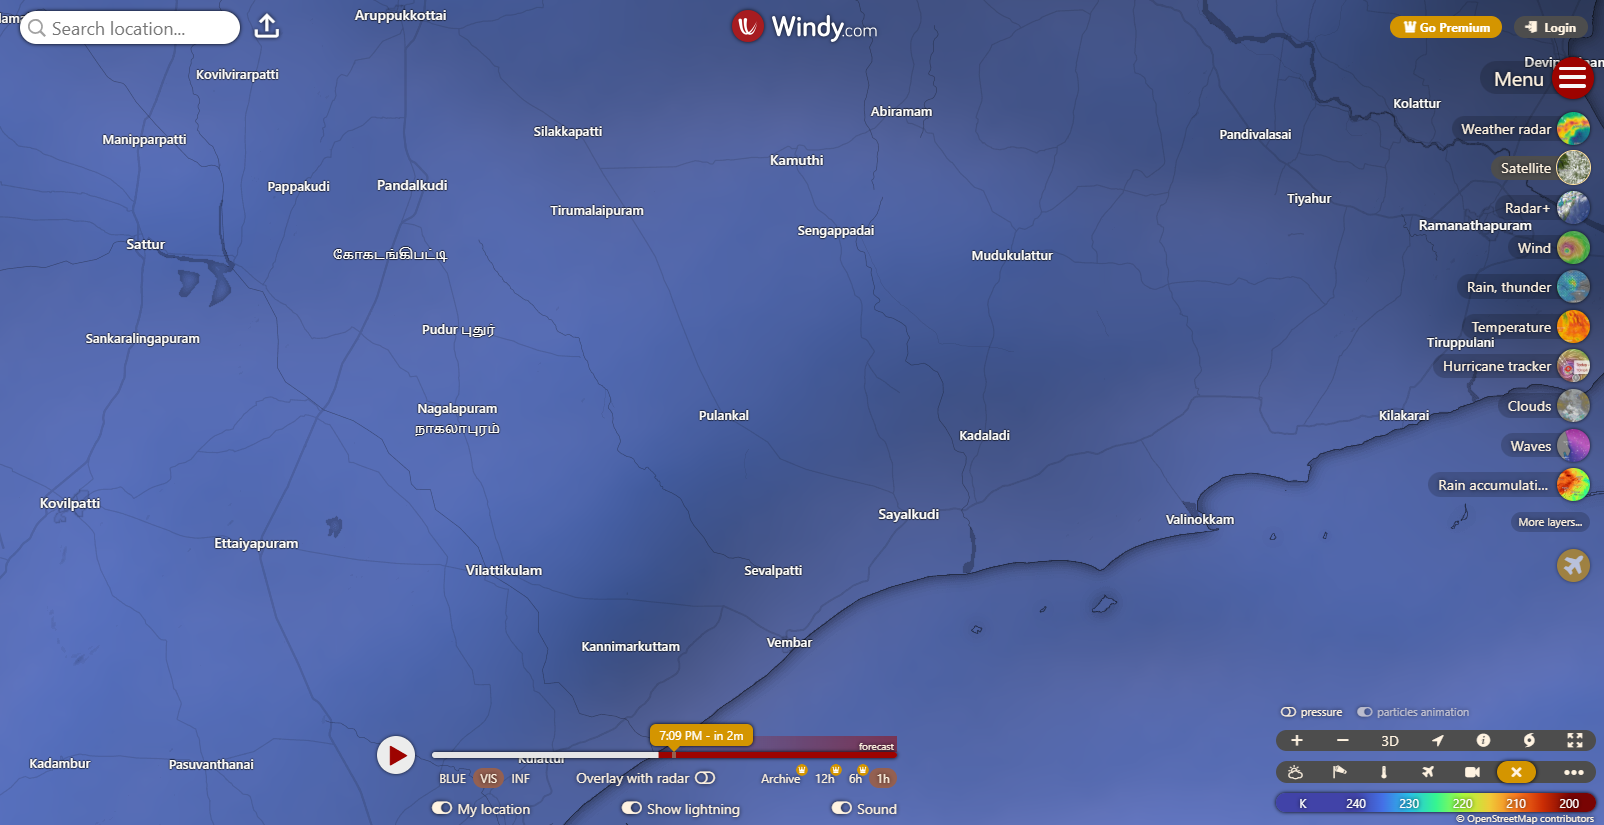 Search location...
Aruppukkottai
Windy.com
Go Premium
Login
Kovilvirarpatti
Menu
Abiramam
Kolattur
Silakkapatti
Pandivalasai
Weather radar
Manipparpatti
Kamuthi
Satellite
Pappakudi
Pandalkudi
Tirumalaipuram
Tiyahur
Radar+
Ramanathapuram
Sengappadai
Sattur
கோகடங்கிபட்டி
Mudukulattur
Wind
Rain, thunder
Pudur புதுர்
Temperature
Sankaralingapuram
Tiruppulani
Hurricane tracker
Nagalapuram
நாகலாபுரம்
Pulankal
Kilakarai
Clouds
Kadaladi
Waves
Rain accumulati...
Kovilpatti
Sayalkudi
Valinokkam
More layers...
Ettaiyapuram
Vilattikulam
Sevalpatti
Kannimarkuttam
Vembar
pressure
particles animation
7:09 PM - in 2m
forecast
3D
Kadambur
Pasuvanthanai
Kulattur
BLUE VIS INF
Overlay with radar
Archive 12h 6h 1h
My location
Show lightning
Sound
K 240 230 220 210 200
© OpenStreetMap contributors